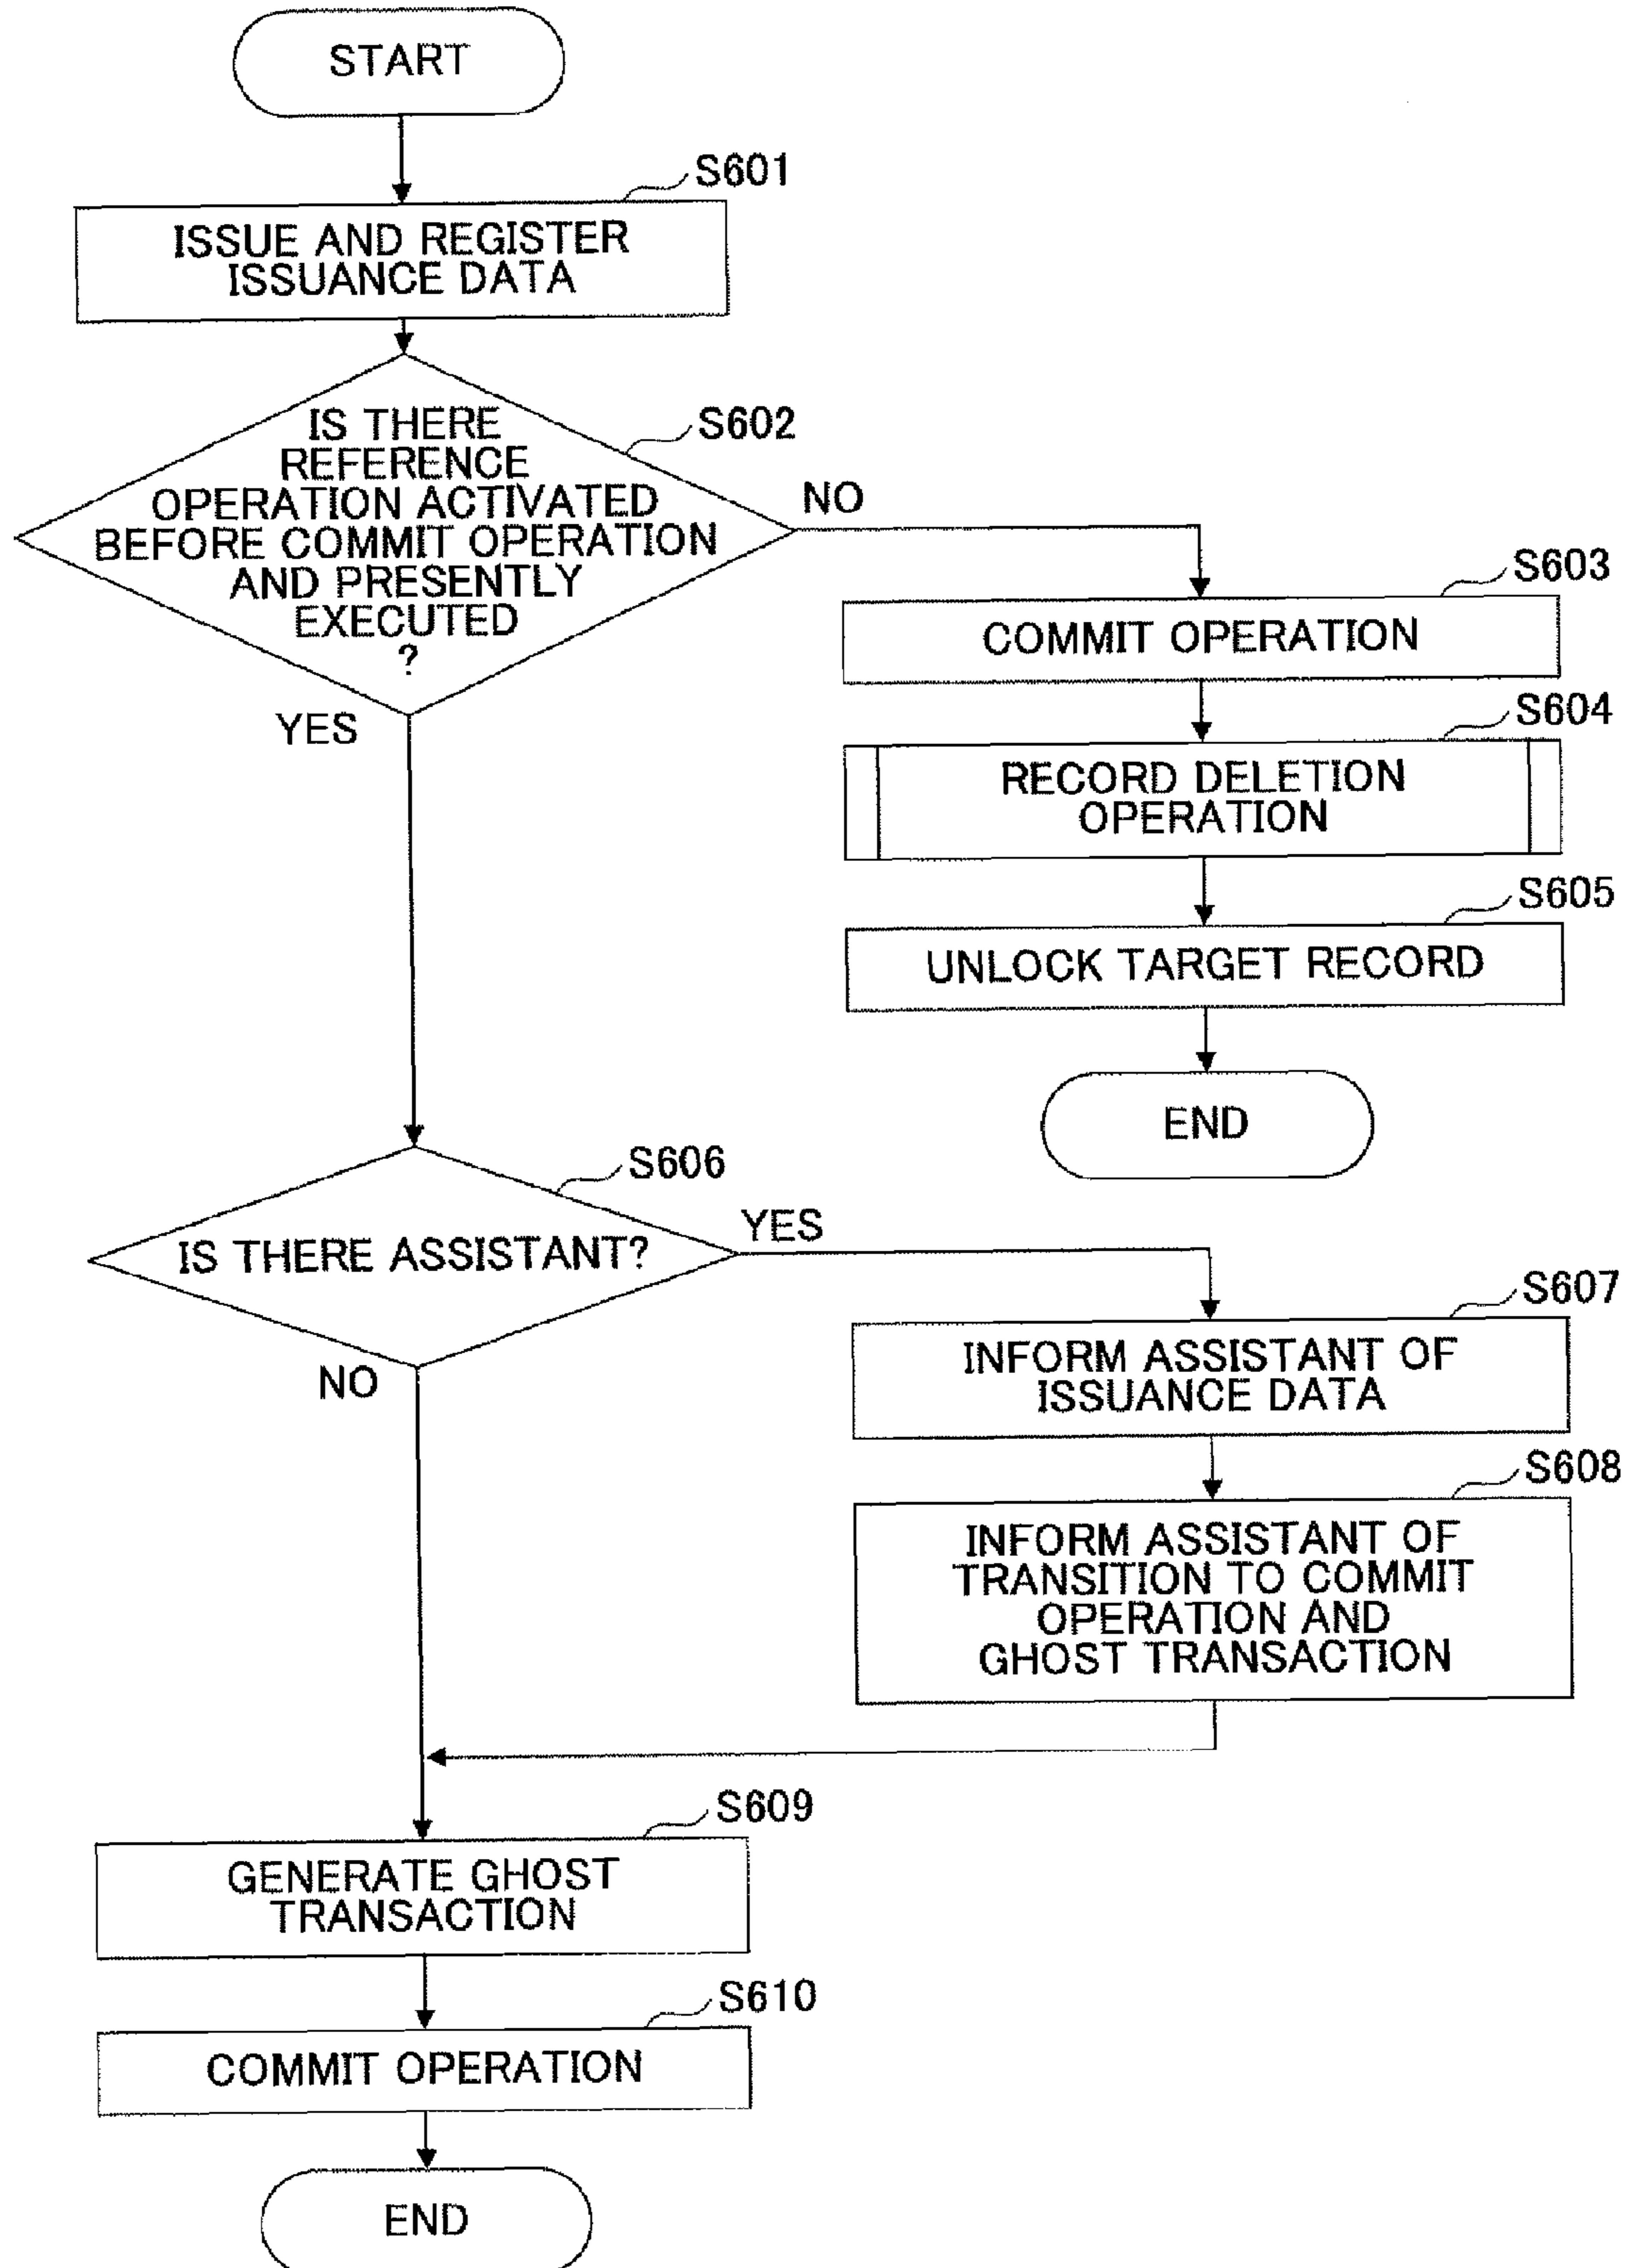 START
S601
ISSUE AND REGISTER
ISSUANCE DATA
S602
IS THERE
REFERENCE
OPERATION ACTIVATED
BEFORE COMMIT OPERATION
AND PRESENTLY
EXECUTED
?
NO
YES
S603
COMMIT OPERATION
S604
RECORD DELETION
OPERATION
S605
UNLOCK TARGET RECORD
END
S606
IS THERE ASSISTANT?
YES
NO
S607
INFORM ASSISTANT OF
ISSUANCE DATA
S608
INFORM ASSISTANT OF
TRANSITION TO COMMIT
OPERATION AND
GHOST TRANSACTION
S609
GENERATE GHOST
TRANSACTION
S610
COMMIT OPERATION
END